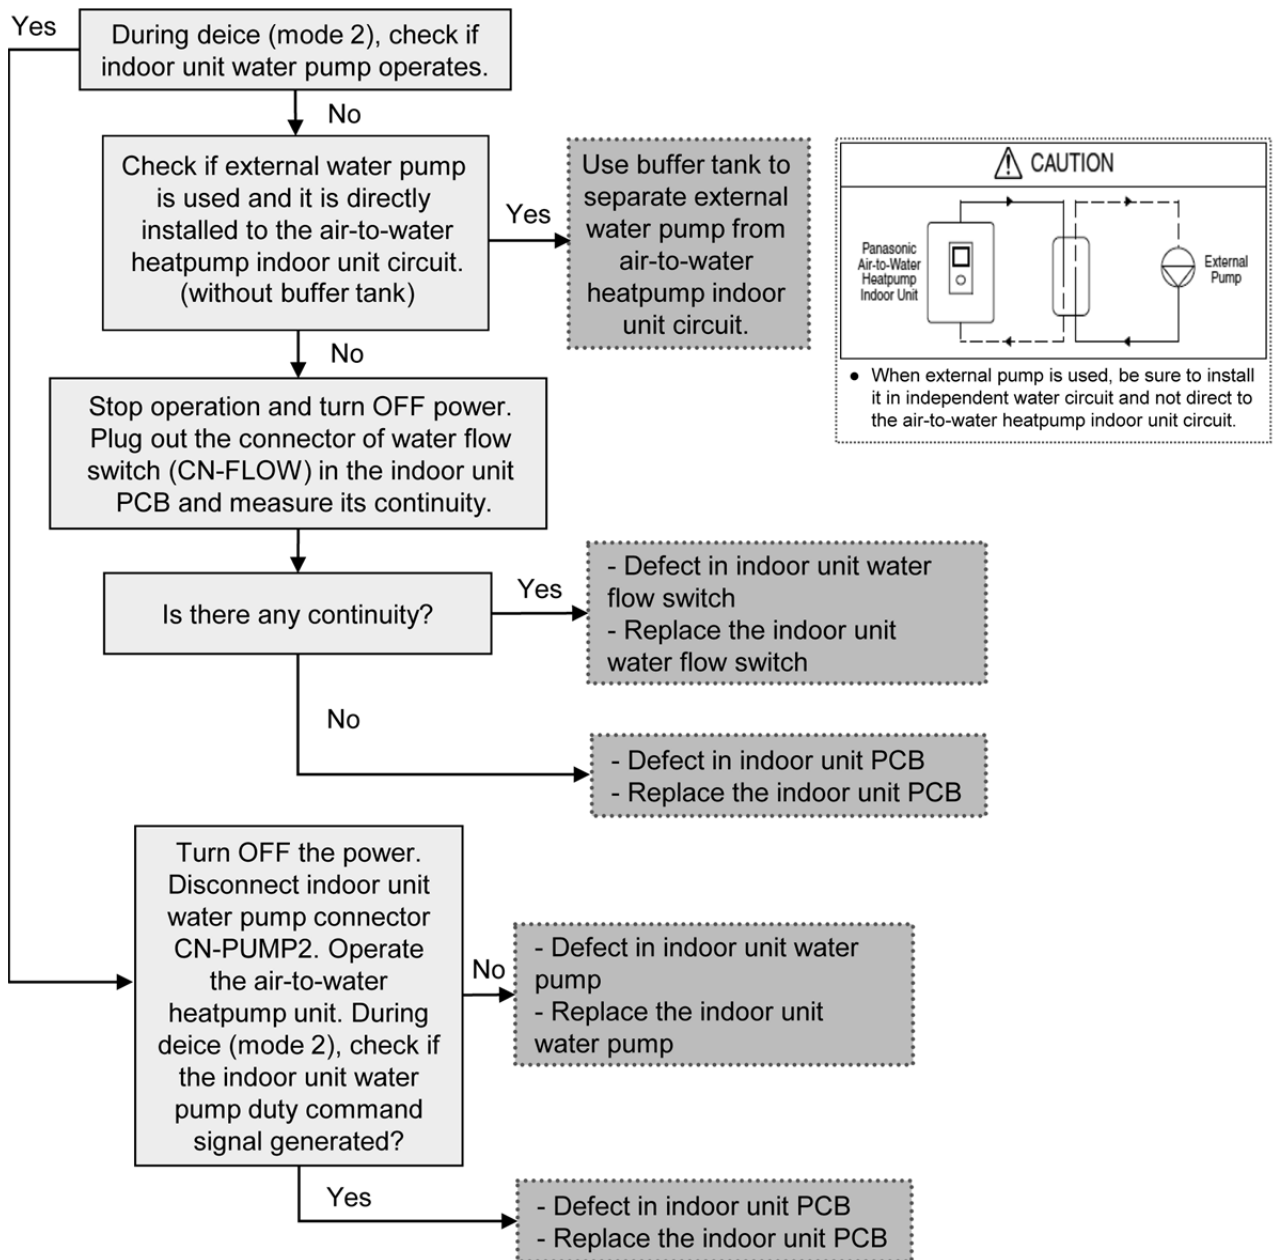 Yes
During deice (mode 2), check if
indoor unit water pump operates.
No
Check if external water pump
is used and it is directly
installed to the air-to-water
heatpump indoor unit circuit.
(without buffer tank)
Yes
Use buffer tank to
separate external
water pump from
air-to-water
heatpump indoor
unit circuit.
CAUTION
Panasonic
Air-to-Water
Heatpump
Indoor Unit
External
Pump
● When external pump is used, be sure to install
it in independent water circuit and not direct to
the air-to-water heatpump indoor unit circuit.
No
Stop operation and turn OFF power.
Plug out the connector of water flow
switch (CN-FLOW) in the indoor unit
PCB and measure its continuity.
Is there any continuity?
Yes
- Defect in indoor unit water
flow switch
- Replace the indoor unit
water flow switch
No
- Defect in indoor unit PCB
- Replace the indoor unit PCB
Turn OFF the power.
Disconnect indoor unit
water pump connector
CN-PUMP2. Operate
the air-to-water
heatpump unit. During
deice (mode 2), check if
the indoor unit water
pump duty command
signal generated?
No
- Defect in indoor unit water
pump
- Replace the indoor unit
water pump
Yes
- Defect in indoor unit PCB
- Replace the indoor unit PCB